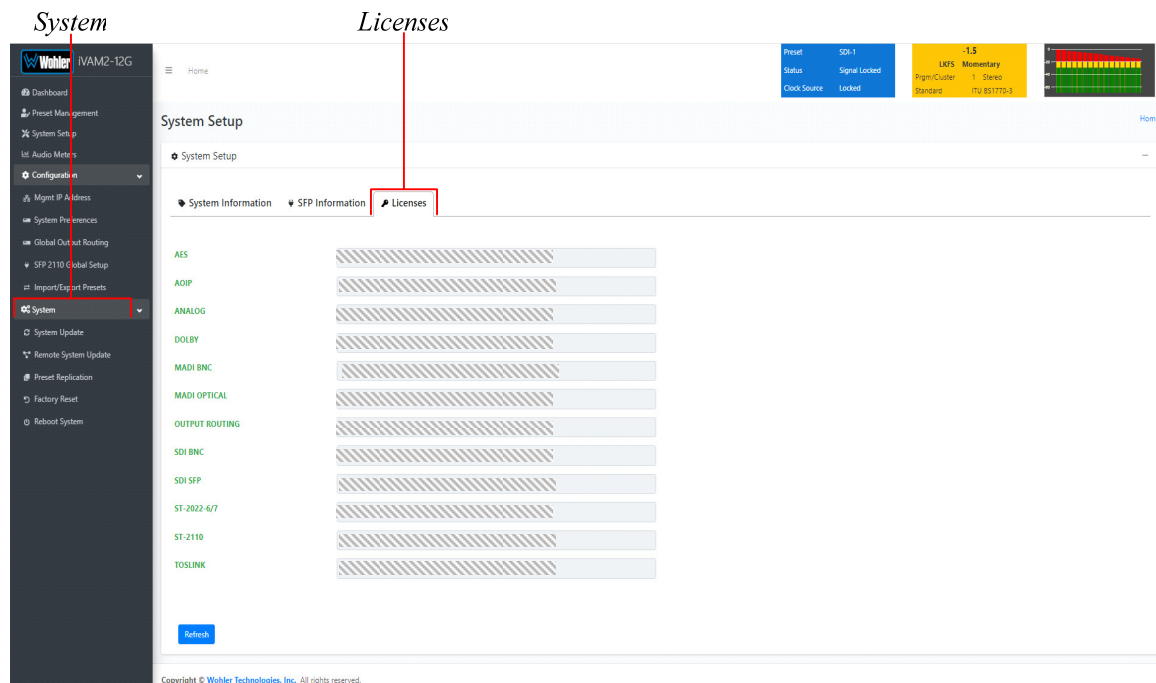 System Licenses
Wohler iVAM2-12G
Home
Preset SDI-1
Status Signal Locked
Clock Source Locked
-1.5
LKFS Momentary
Prgm/Cluster 1 Stereo
Standard ITU BS1770-3
Dashboard
Preset Management
System Setup
Audio Meters
Configuration
Mgmt IP Address
System Preferences
Global Output Routing
SFP 2110 Global Setup
Import/Export Presets
System
System Update
Remote System Update
Preset Replication
Factory Reset
Reboot System
System Setup
Hom
System Setup
System Information SFP Information Licenses
AES
AOIP
ANALOG
DOLBY
MADI BNC
MADI OPTICAL
OUTPUT ROUTING
SDI BNC
SDI SFP
ST-2022-6/7
ST-2110
TOSLINK
Refresh
Copyright © Wohler Technologies, Inc. All rights reserved.